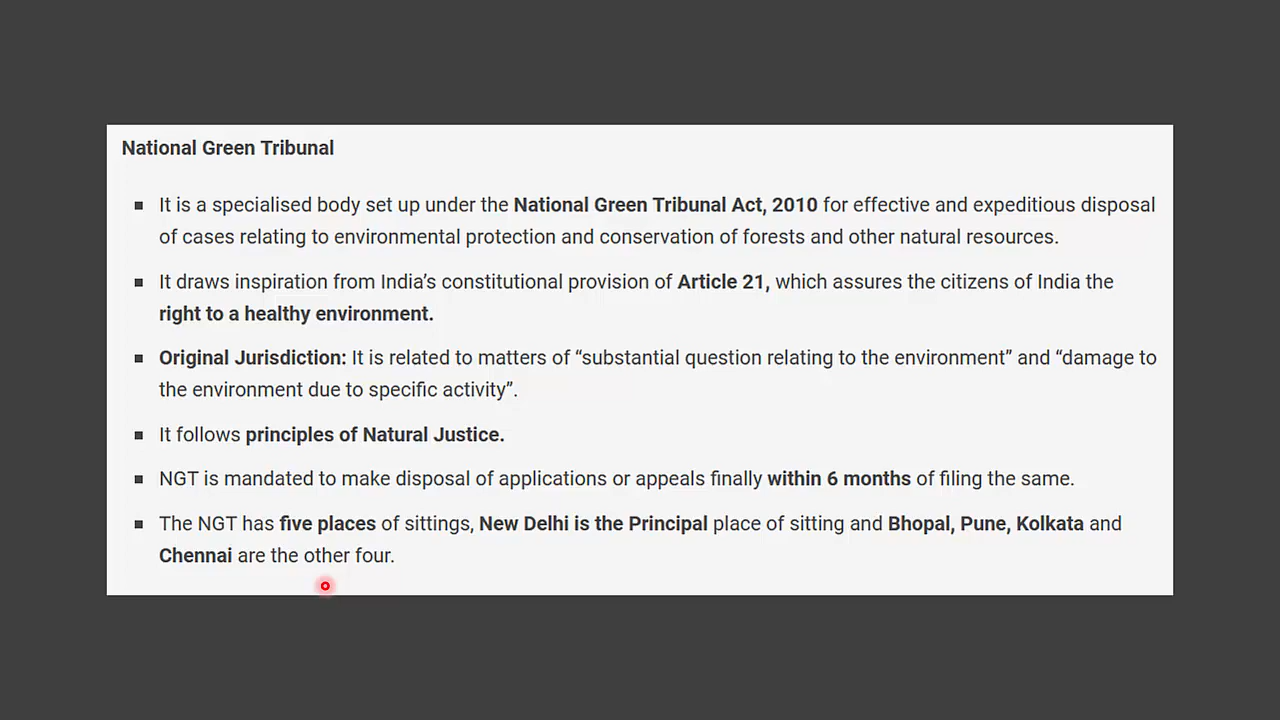 National Green Tribunal
It is a specialised body set up under the National Green Tribunal Act, 2010 for effective and expeditious disposal
of cases relating to environmental protection and conservation of forests and other natural resources.
It draws inspiration from India’s constitutional provision of Article 21, which assures the citizens of India the
right to a healthy environment.
Original Jurisdiction: It is related to matters of “substantial question relating to the environment” and “damage to
the environment due to specific activity”.
It follows principles of Natural Justice.
NGT is mandated to make disposal of applications or appeals finally within 6 months of filing the same.
The NGT has five places of sittings, New Delhi is the Principal place of sitting and Bhopal, Pune, Kolkata and
Chennai are the other four.